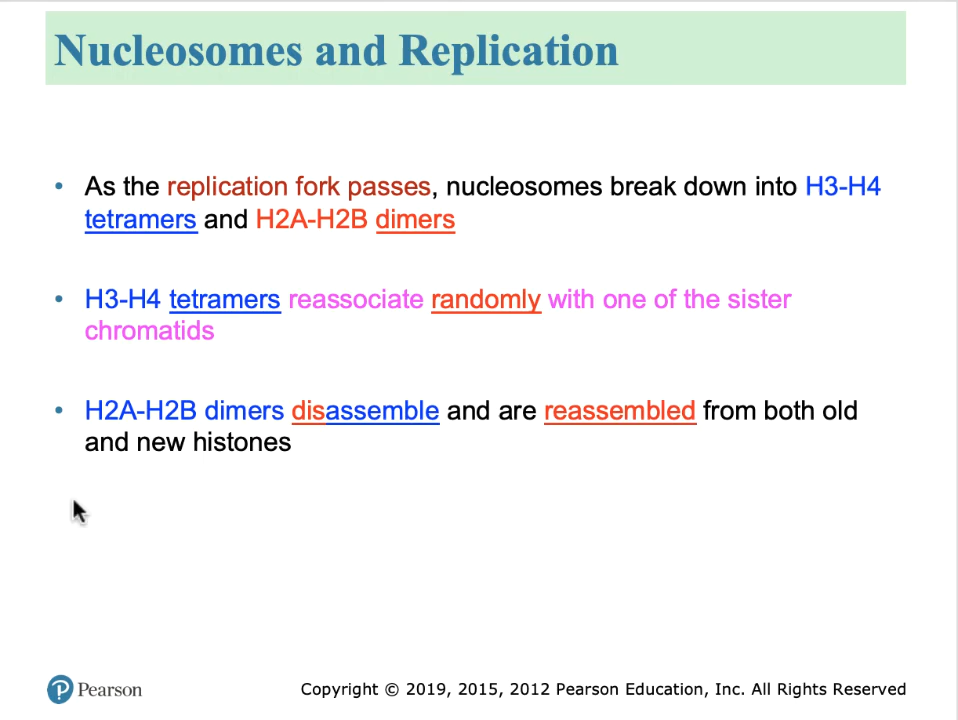 Nucleosomes and Replication
• As the replication fork passes, nucleosomes break down into H3-H4
tetramers and H2A-H2B dimers
• H3-H4 tetramers reassociate randomly with one of the sister
chromatids
• H2A-H2B dimers disassemble and are reassembled from both old
and new histones
Pearson
Copyright © 2019, 2015, 2012 Pearson Education, Inc. All Rights Reserved